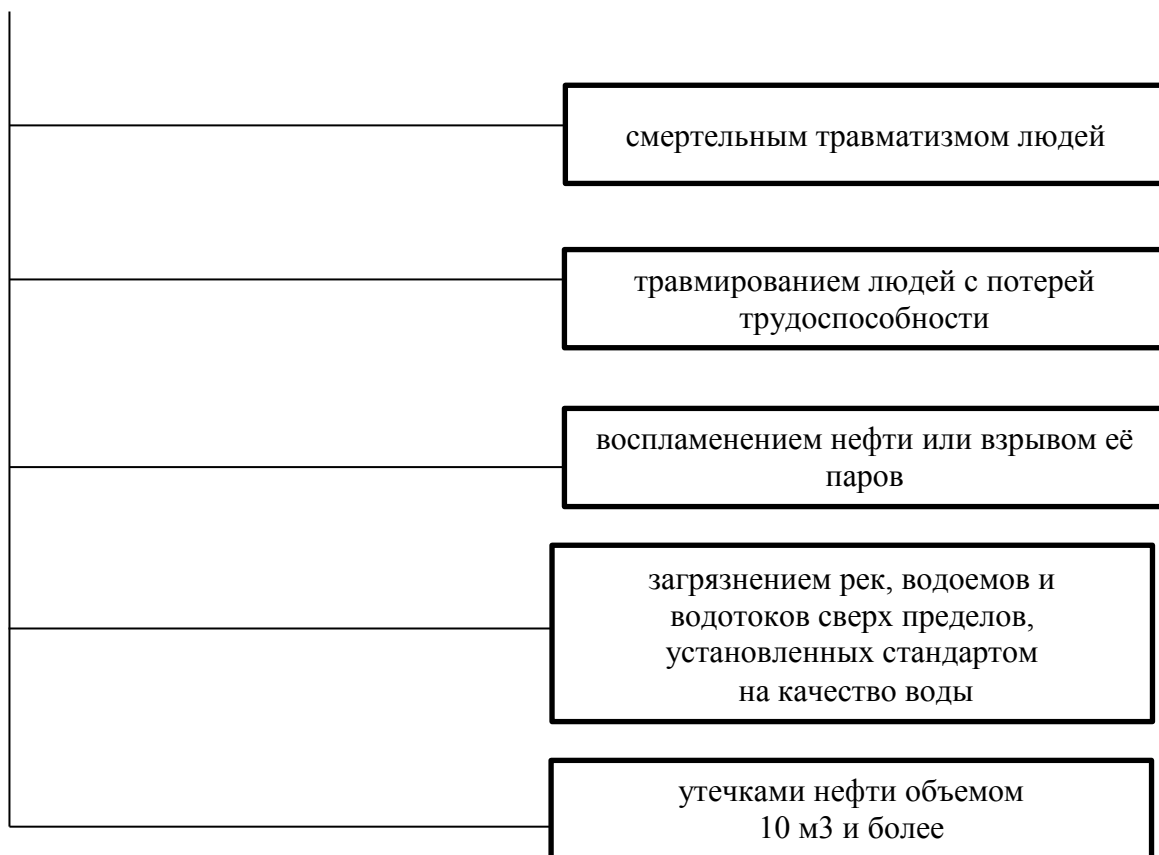 смертельным травматизмом людей
травмированием людей с потерей
трудоспособности
воспламенением нефти или взрывом её
паров
загрязнением рек, водоемов и
водотоков сверх пределов,
установленных стандартом
на качество воды
утечками нефти объемом
10 м3 и более